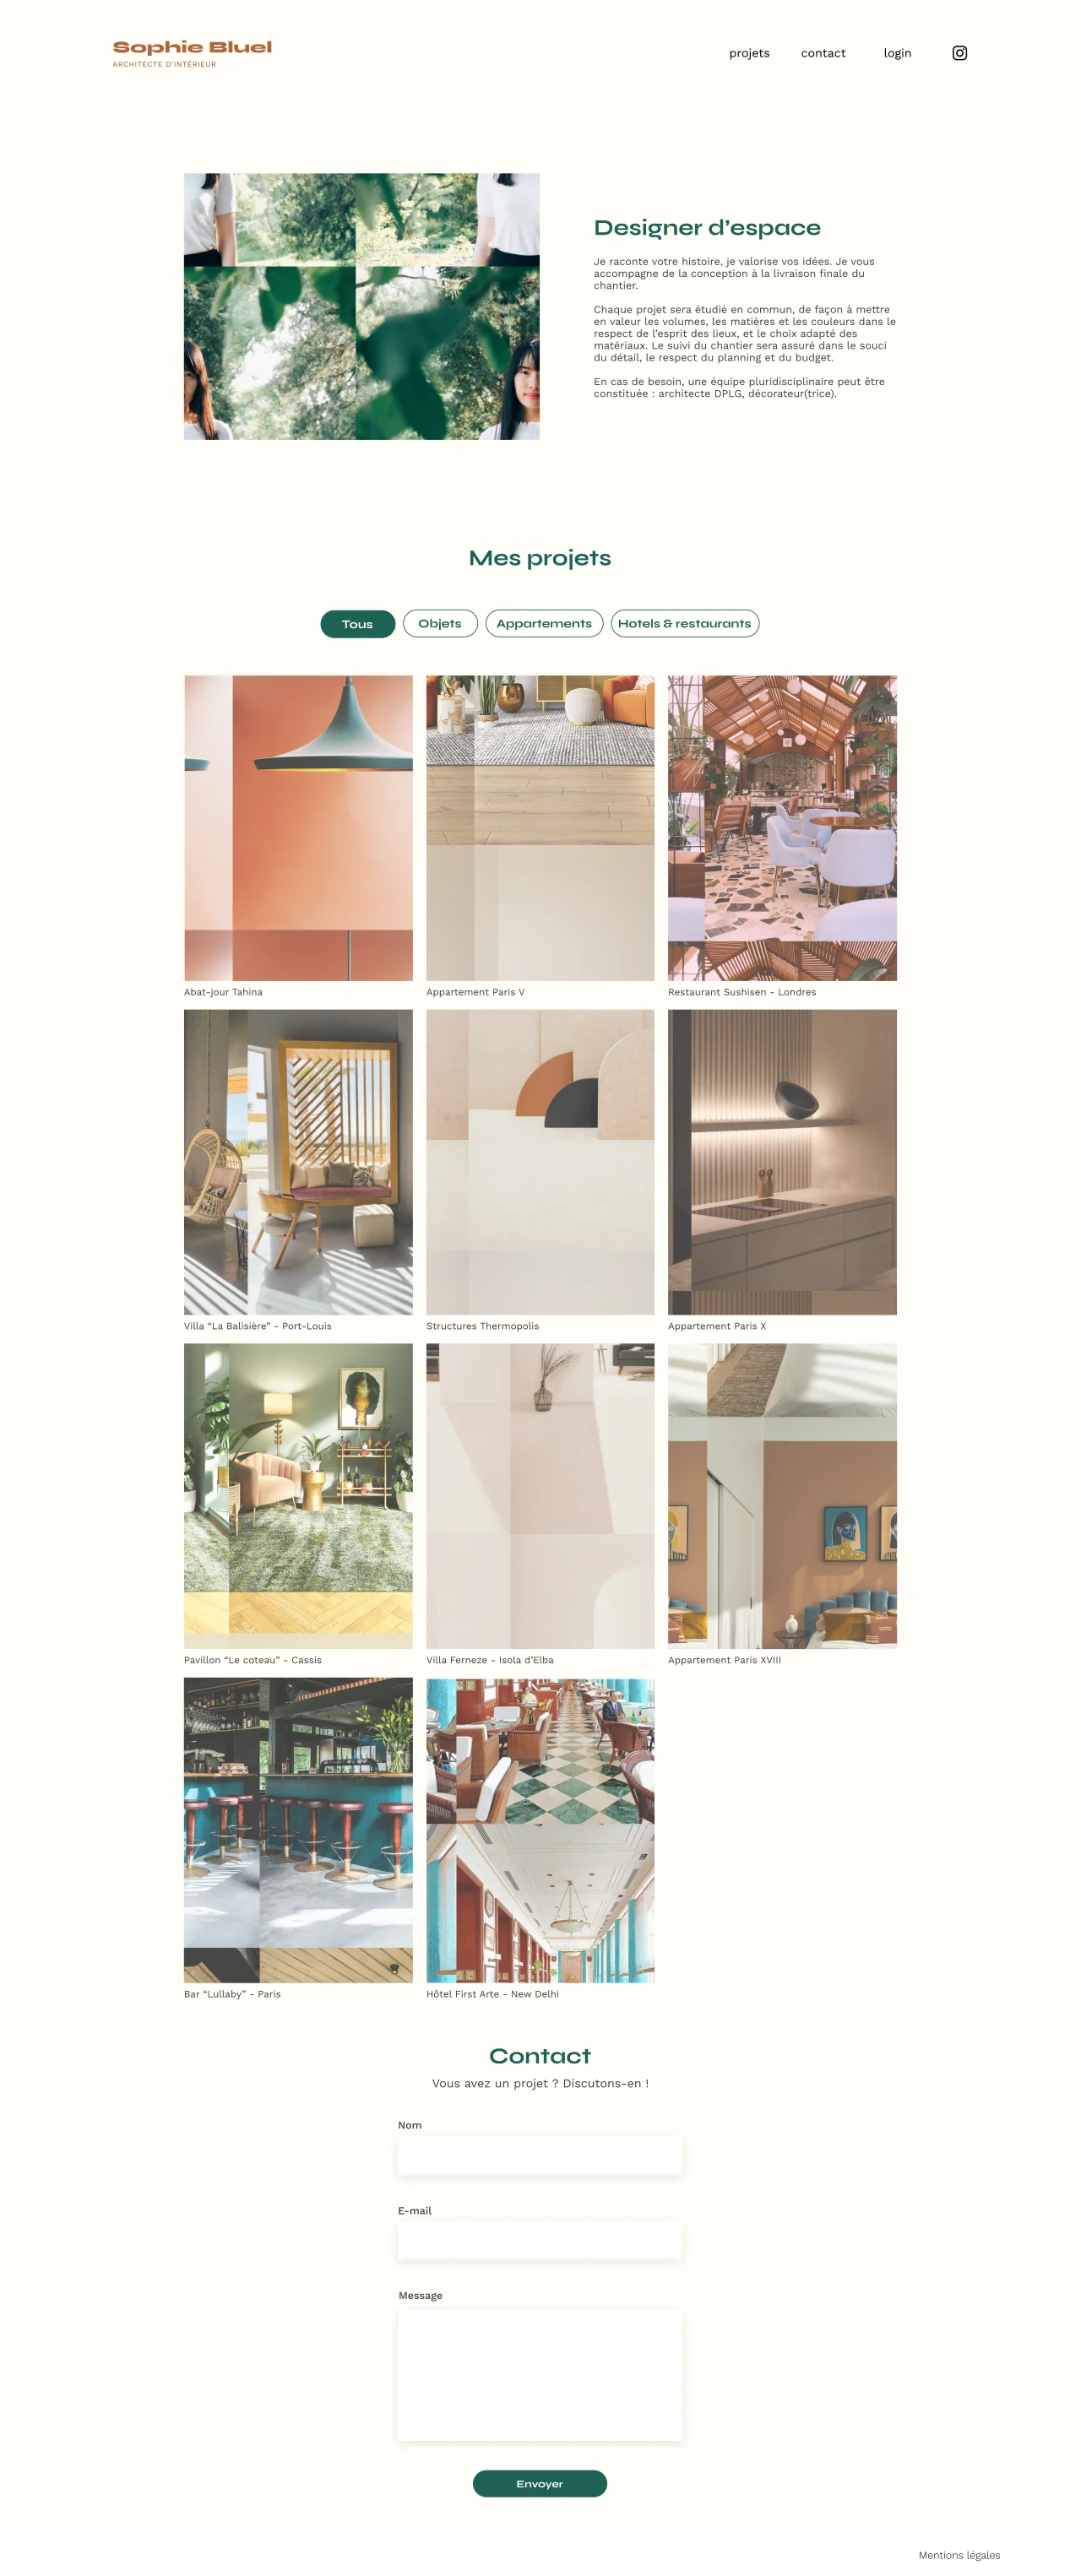 Sophie Bluel
ARCHITECTE D'INTÉRIEUR
projets contact login
Designer d'espace
Je raconte votre histoire, je valorise vos idées. Je vous
accompagne de la conception à la livraison finale du
chantier.
Chaque projet sera étudié en commun, de façon à mettre
en valeur les volumes, les matières et les couleurs dans le
respect de l'esprit des lieux, et le choix adapté des
matériaux. Le suivi du chantier sera assuré dans le souci
du détail, le respect du planning et du budget.
En cas de besoin, une équipe pluridisciplinaire peut être
constituée : architecte DPLG, décorateur(trice).
Mes projets
Tous Objets Appartements Hotels & restaurants
Abat-jour Tahina
Appartement Paris V
Restaurant Sushisen - Londres
Villa “La Balisière” - Port-Louis
Structures Thermopolis
Appartement Paris X
Pavillon “Le coteau” - Cassis
Villa Ferneze - Isola d'Elba
Appartement Paris XVIII
Bar “Lullaby” - Paris
Hôtel First Arte - New Delhi
Contact
Vous avez un projet ? Discutons-en !
Nom
E-mail
Message
Envoyer
Mentions légales